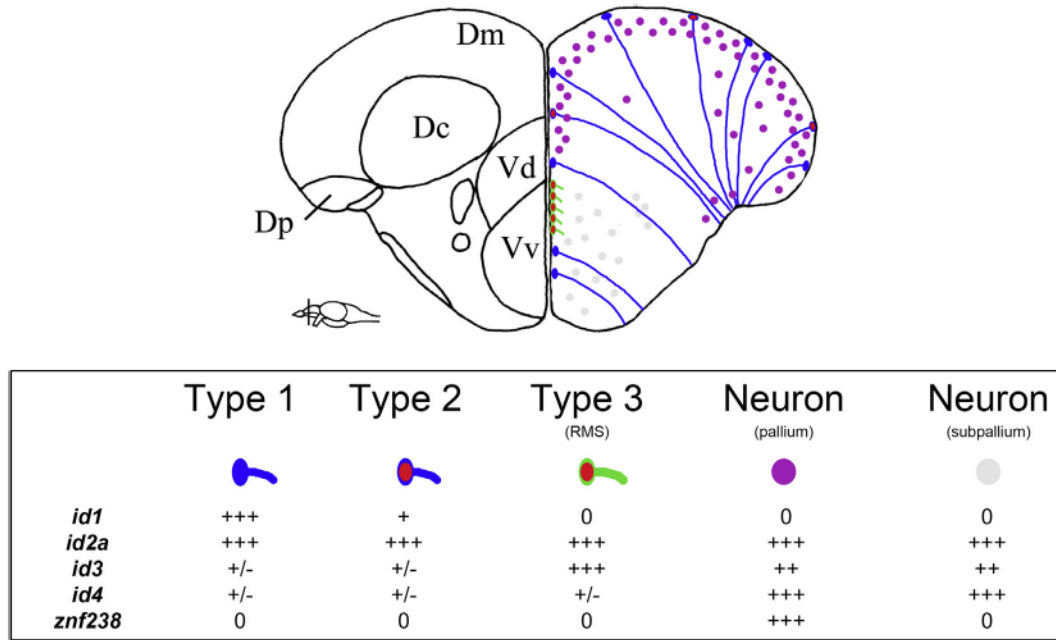 Dm
Dc
Vd
Dp
Vv
Type 1 Type 2 Type 3 Neuron Neuron
(RMS) (pallium) (subpallium)
id1 +++ + 0 0 0
id2a +++ +++ +++ +++ +++
id3 +/- +/- +++ ++ ++
id4 +/- +/- +/- +++ +++
znf238 0 0 0 +++ 0